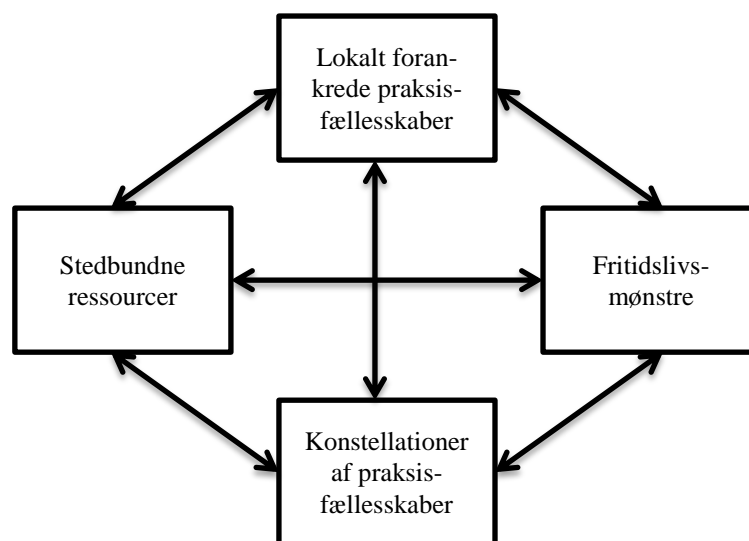 Lokalt foran-
krede praksis-
fællesskaber
Stedbundne
ressourcer
Fritidslivs-
mønstre
Konstellationer
af praksis-
fællesskaber